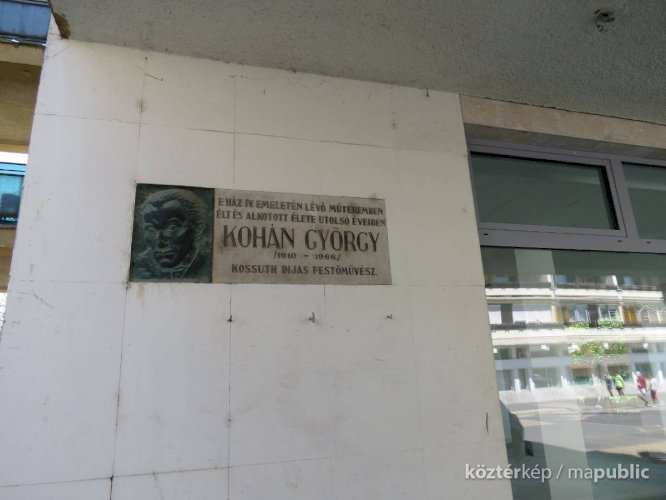 E HÁZ IV. EMELETÉN LÉVŐ MŰTEREMBEN
ÉLT ÉS ALKOTOTT ÉLETE UTOLSÓ ÉVEIBEN
KOHÁN GYÖRGY
/1910 - 1966/
KOSSUTH DIJAS FESTŐMŰVÉSZ.
köztérkép / mapublic